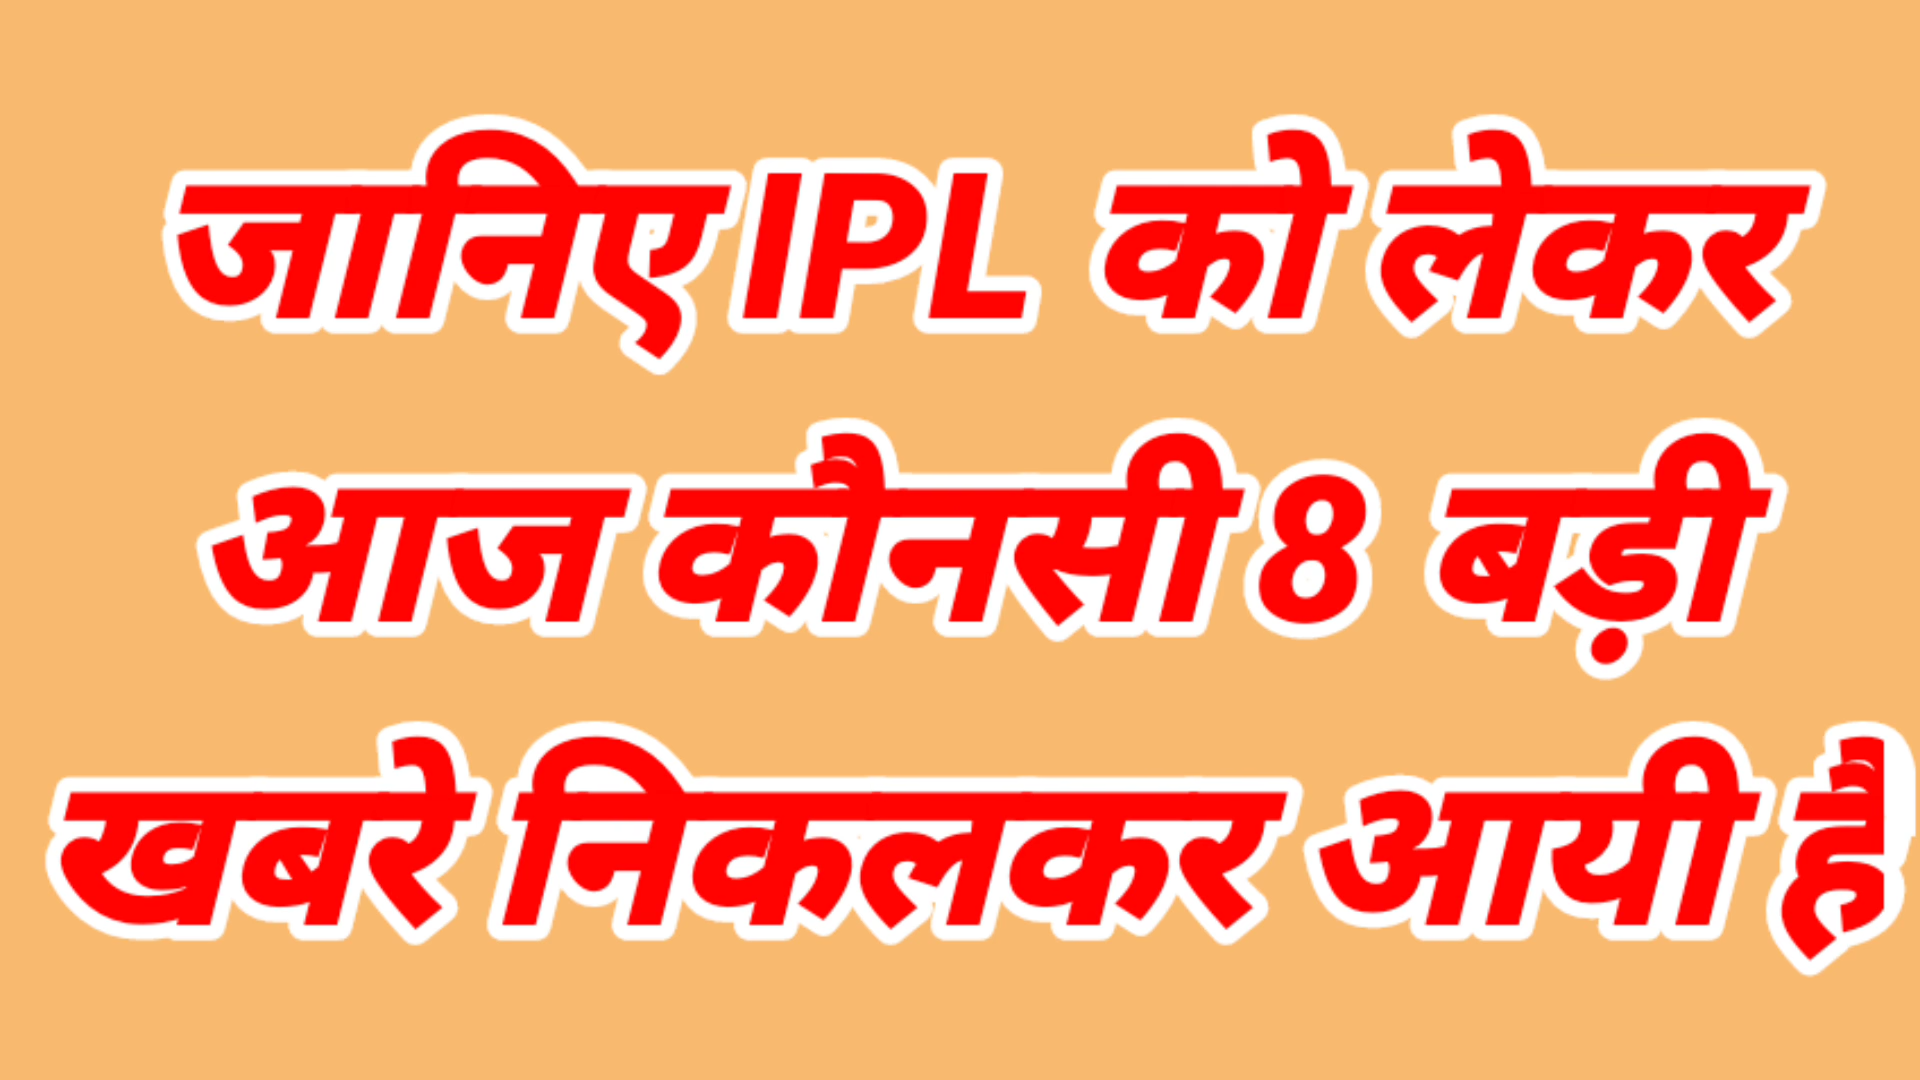 जानिए IPL को लेकर
आज कौनसी 8 बड़ी
खबरे निकलकर आयी है